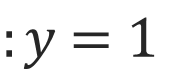 :y = 1